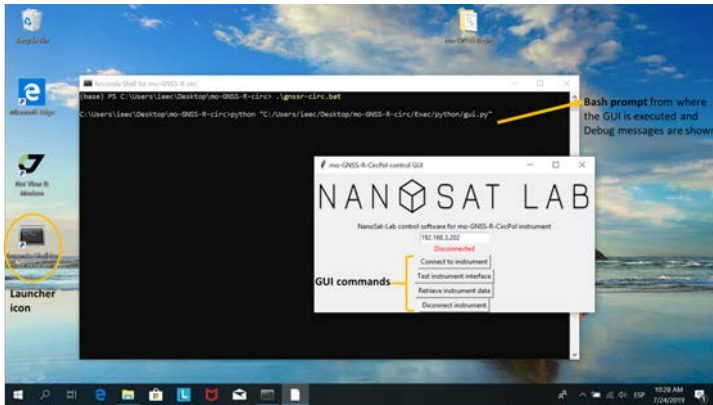 Microsoft Edge
Anaconda Shell for mo-GNSS-R-circ
(base) PS C:\Users\ieec\Desktop\mo-GNSS-R-circ> .\gnssr-circ.bat
C:\Users\ieec\Desktop\mo-GNSS-R-circ>python "C:/Users/ieec/Desktop/mo-GNSS-R-circ/Exec/python/gui.py"
Bash prompt from where
the GUI is executed and
Debug messages are shown
mo-GNSS-R-CircPol control GUI
NANOSAT LAB
NanoSat-Lab control software for mo-GNSS-R-CircPol instrument
192.168.3.202
Disconnected
Connect to instrument
Test instrument interface
Retrieve instrument data
Diconnect instrument
GUI commands
Launcher
icon
ESP
10:28 AM
7/24/2019